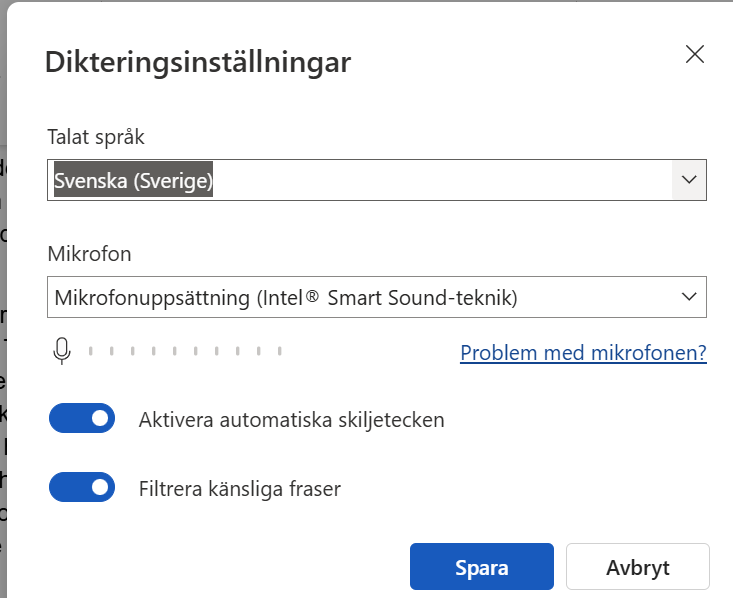 Dikteringsinställningar
Talat språk
Svenska (Sverige)
Mikrofon
Mikrofonuppsättning (Intel® Smart Sound-teknik)
Problem med mikrofonen?
Aktivera automatiska skiljetecken
Filtrera känsliga fraser
Spara Avbryt